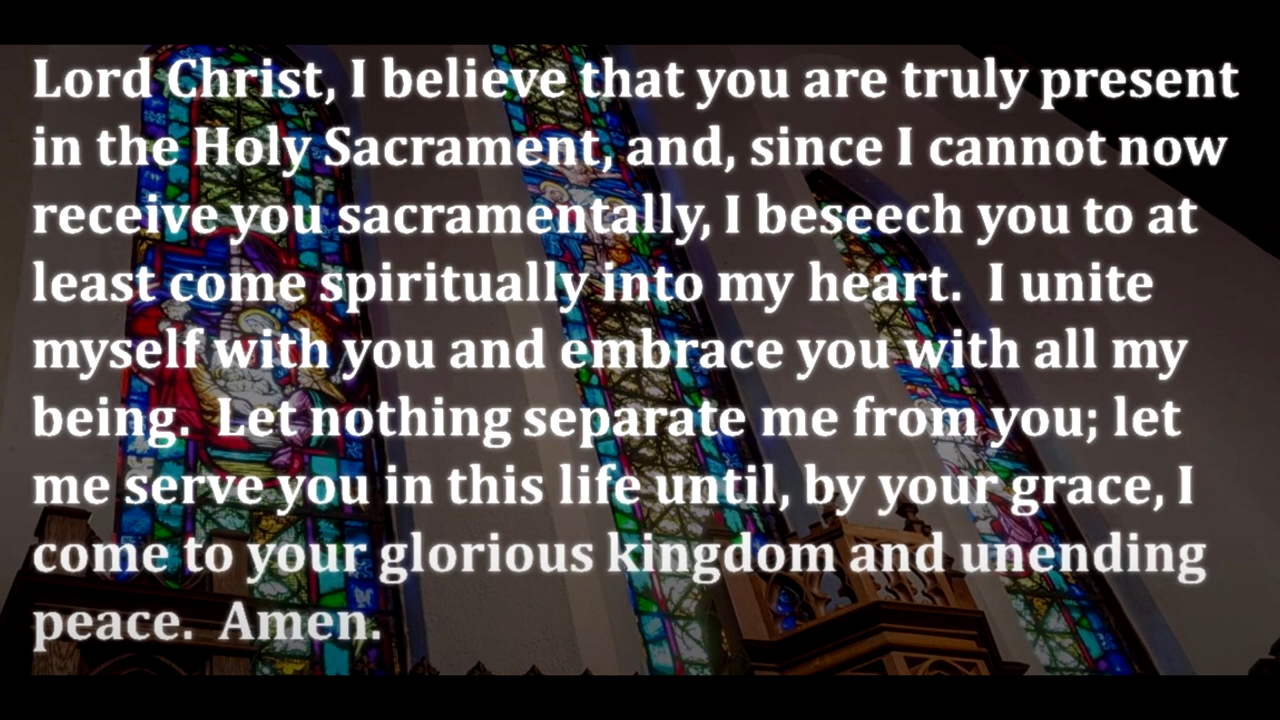 Lord Christ, I believe that you are truly present
in the Holy Sacrament, and, since I cannot now
receive you sacramentally, I beseech you to at
least come spiritually into my heart.  I unite
myself with you and embrace you with all my
being.  Let nothing separate me from you; let
me serve you in this life until, by your grace, I
come to your glorious kingdom and unending
peace.  Amen.